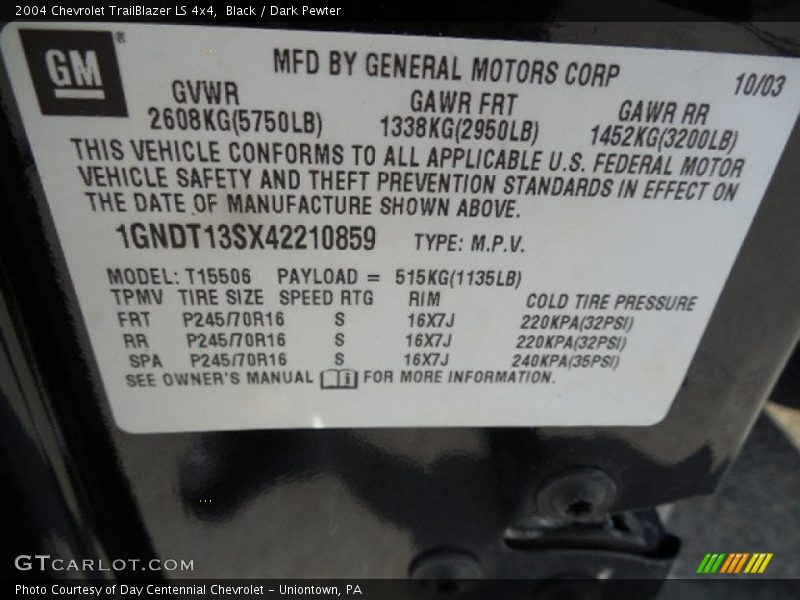 2004 Chevrolet TrailBlazer LS 4x4, Black / Dark Pewter
GM®
MFD BY GENERAL MOTORS CORP
10/03
GVWR GAWR FRT GAWR RR
2608KG(5750LB) 1338KG(2950LB) 1452KG(3200LB)
THIS VEHICLE CONFORMS TO ALL APPLICABLE U.S. FEDERAL MOTOR
VEHICLE SAFETY AND THEFT PREVENTION STANDARDS IN EFFECT ON
THE DATE OF MANUFACTURE SHOWN ABOVE.
1GNDT13SX42210859 TYPE: M.P.V.
MODEL: T15506 PAYLOAD = 515KG(1135LB)
TPMV TIRE SIZE SPEED RTG RIM COLD TIRE PRESSURE
FRT P245/70R16 S 16X7J 220KPA(32PSI)
RR P245/70R16 S 16X7J 220KPA(32PSI)
SPA P245/70R16 S 16X7J 240KPA(35PSI)
SEE OWNER'S MANUAL i FOR MORE INFORMATION.
GTCARLOT.COM
Photo Courtesy of Day Centennial Chevrolet - Uniontown, PA